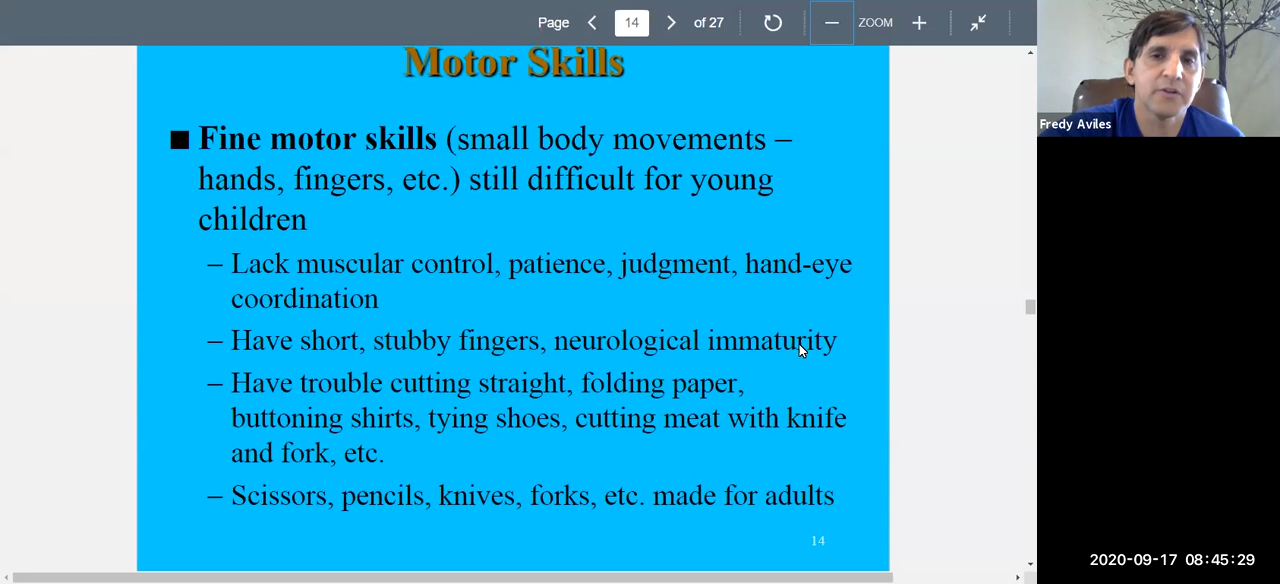 Page 14 of 27 ZOOM
Motor Skills
Fine motor skills (small body movements –
hands, fingers, etc.) still difficult for young
children
– Lack muscular control, patience, judgment, hand-eye
coordination
– Have short, stubby fingers, neurological immaturity
– Have trouble cutting straight, folding paper,
buttoning shirts, tying shoes, cutting meat with knife
and fork, etc.
– Scissors, pencils, knives, forks, etc. made for adults
14
Fredy Aviles
2020-09-17 08:45:29